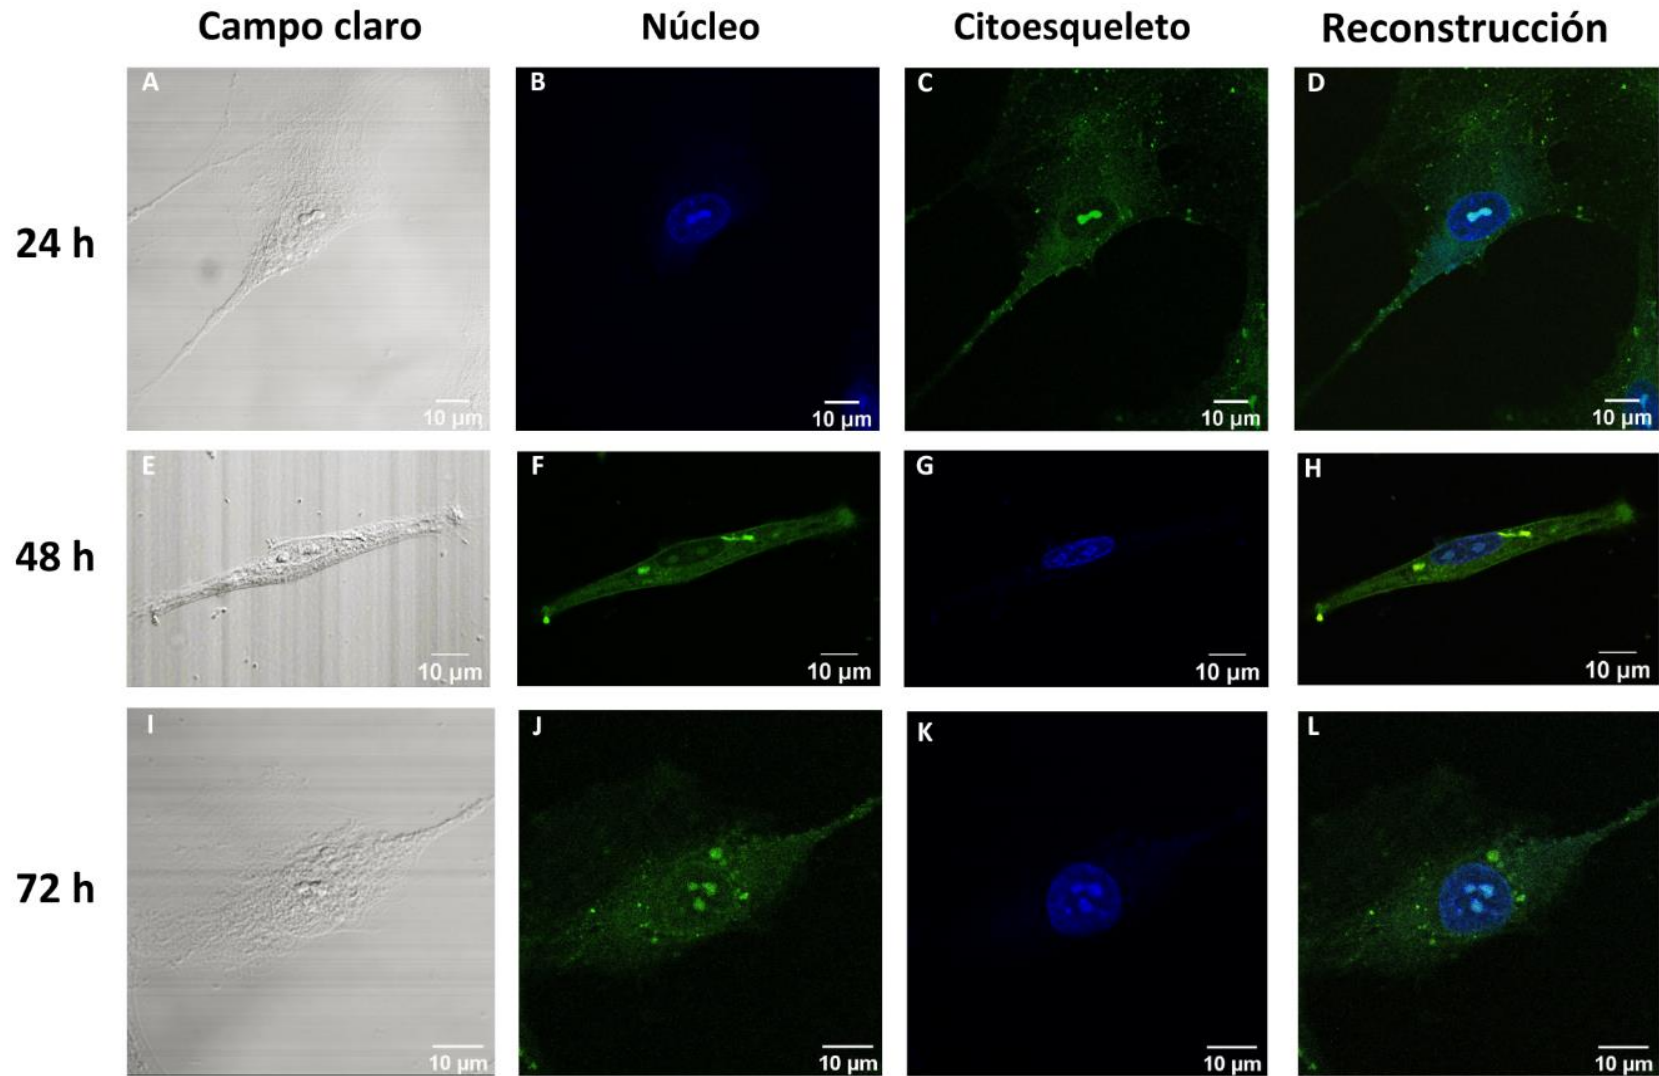 Campo claro Núcleo Citoesqueleto Reconstrucción
A B C D
24 h
10 µm 10 µm 10 µm 10 µm
E F G H
48 h
10 µm 10 µm 10 µm 10 µm
I J K L
72 h
10 µm 10 µm 10 µm 10 µm